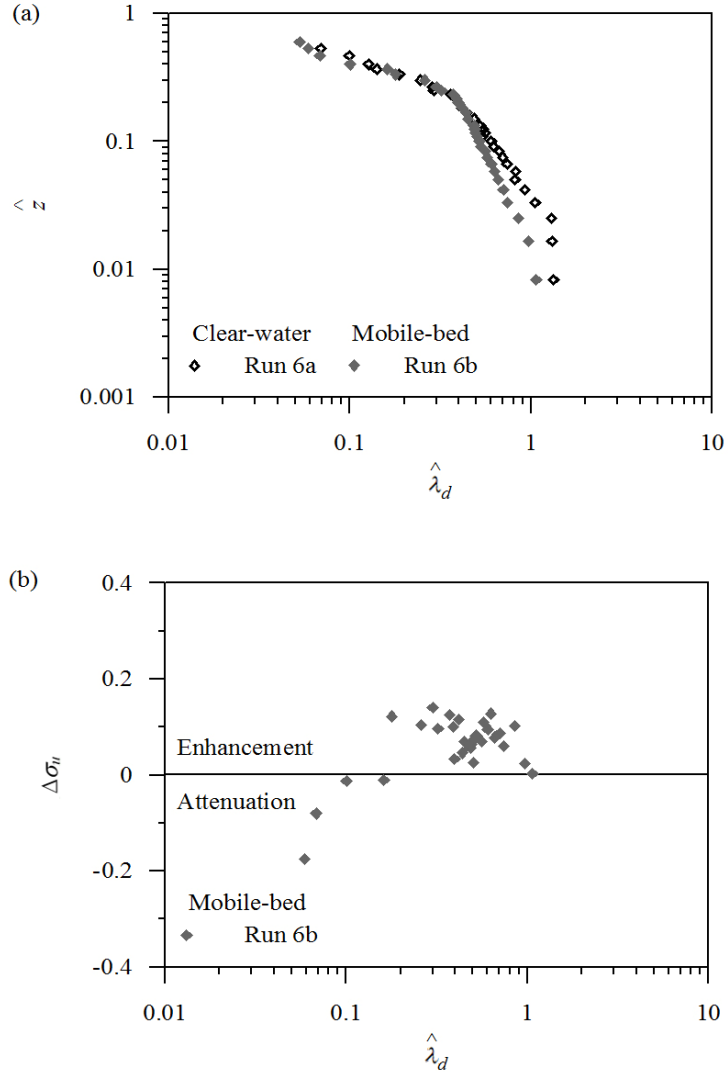 (a)
1
0.1
ẑ
0.01
Clear-water Mobile-bed
Run 6a Run 6b
0.001
0.01 0.1 1 10
λ̂d
(b)
0.4
0.2
Enhancement
Δσu 0
Attenuation
-0.2
Mobile-bed
Run 6b
-0.4
0.01 0.1 1 10
λ̂d